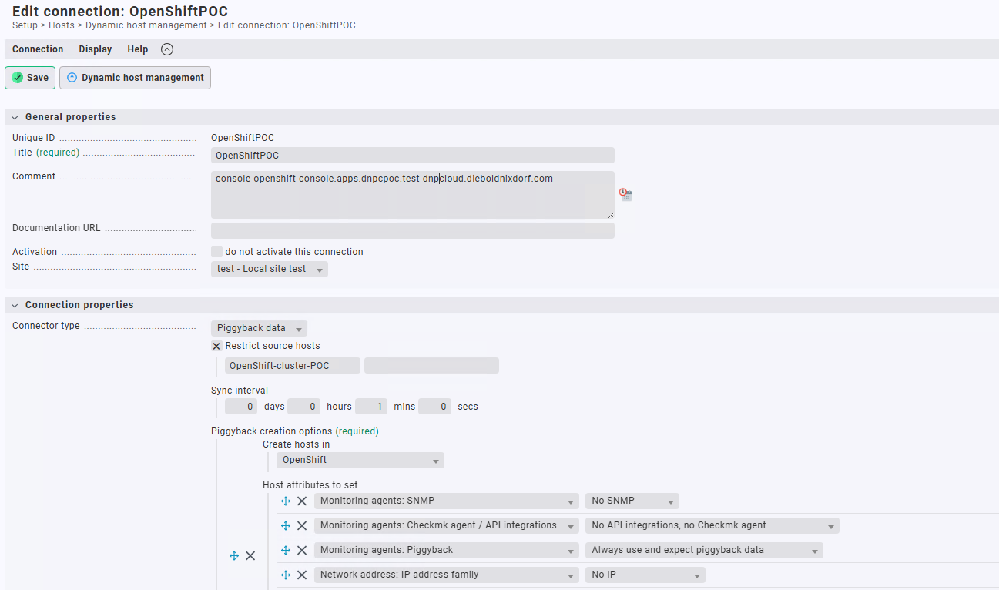 Edit connection: OpenShiftPOC
Setup > Hosts > Dynamic host management > Edit connection: OpenShiftPOC
Connection Display Help
Save Dynamic host management
General properties
Unique ID OpenShiftPOC
Title (required) OpenShiftPOC
Comment console-openshift-console.apps.dnpcpoc.test-dnpcloud.dieboldnixdorf.com
Documentation URL
Activation do not activate this connection
Site test - Local site test
Connection properties
Connector type Piggyback data
Restrict source hosts
OpenShift-cluster-POC
Sync interval
0 days 0 hours 1 mins 0 secs
Piggyback creation options (required)
Create hosts in
OpenShift
Host attributes to set
Monitoring agents: SNMP No SNMP
Monitoring agents: Checkmk agent / API integrations No API integrations, no Checkmk agent
Monitoring agents: Piggyback Always use and expect piggyback data
Network address: IP address family No IP